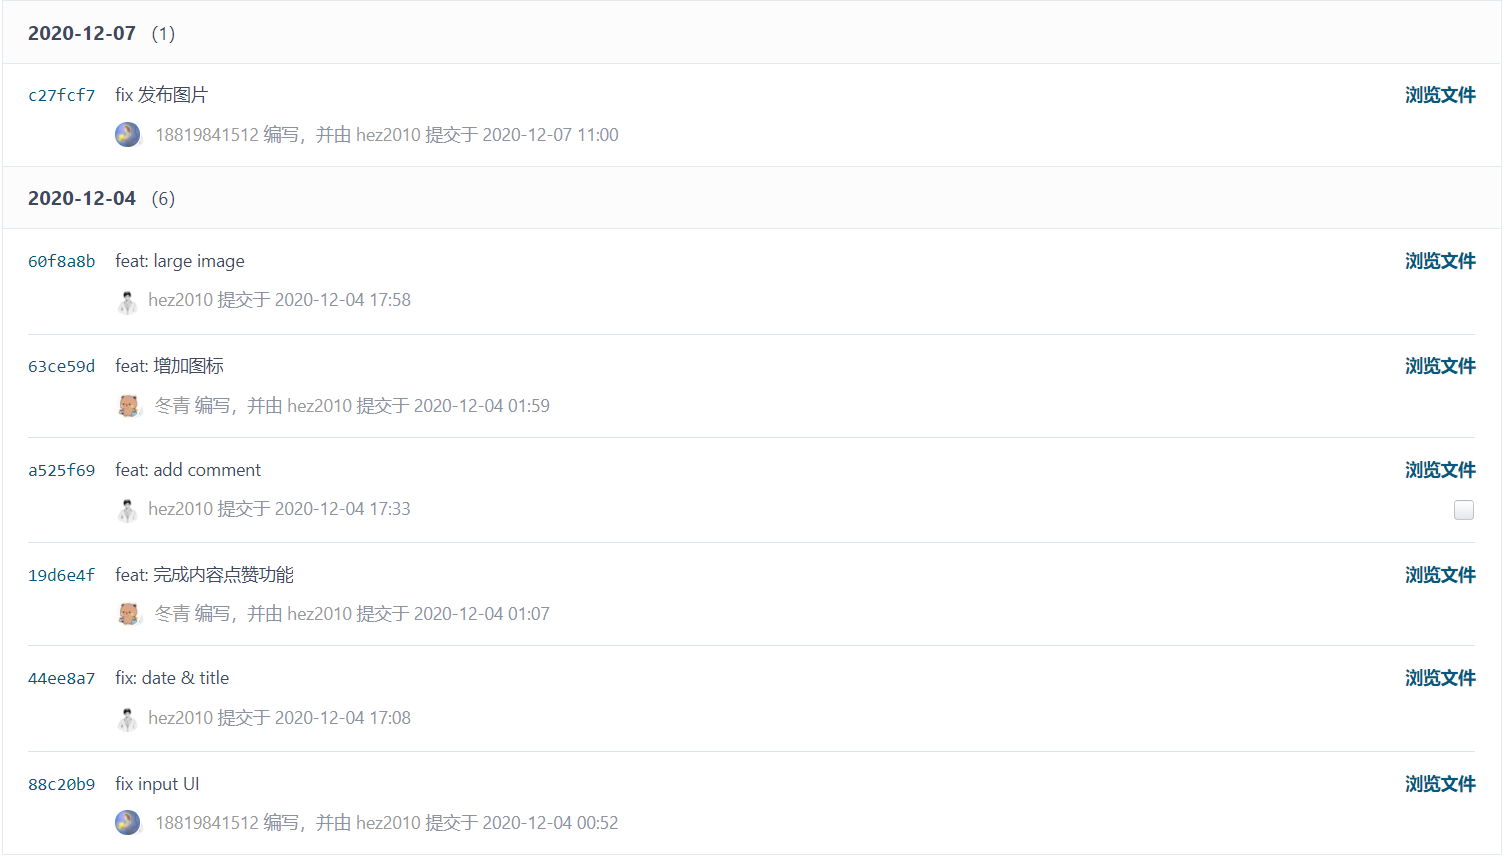 2020-12-07 (1)
c27fcf7 fix 发布图片 浏览文件
18819841512 编写，并由 hez2010 提交于 2020-12-07 11:00
2020-12-04 (6)
60f8a8b feat: large image 浏览文件
hez2010 提交于 2020-12-04 17:58
63ce59d feat: 增加图标 浏览文件
冬青 编写，并由 hez2010 提交于 2020-12-04 01:59
a525f69 feat: add comment 浏览文件
hez2010 提交于 2020-12-04 17:33
19d6e4f feat: 完成内容点赞功能 浏览文件
冬青 编写，并由 hez2010 提交于 2020-12-04 01:07
44ee8a7 fix: date & title 浏览文件
hez2010 提交于 2020-12-04 17:08
88c20b9 fix input UI 浏览文件
18819841512 编写，并由 hez2010 提交于 2020-12-04 00:52